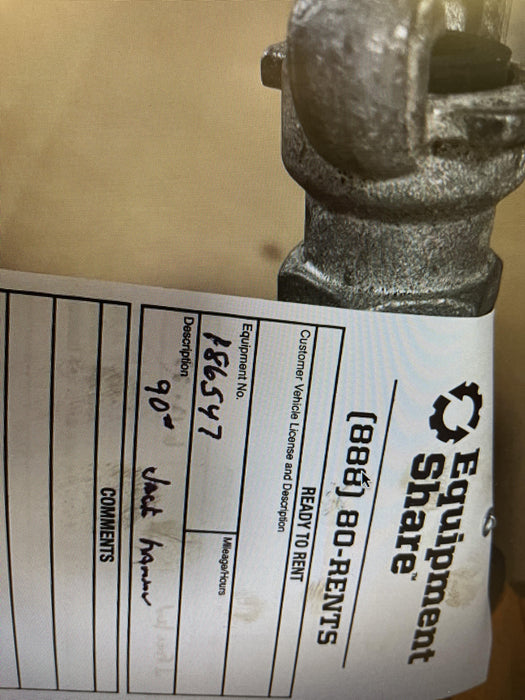 Equipment
Share™
(888) 80-RENTS
READY TO RENT
Customer Vehicle License and Description
Equipment No.
186547
Mileage/Hours
Description
90# Jack hammer
COMMENTS